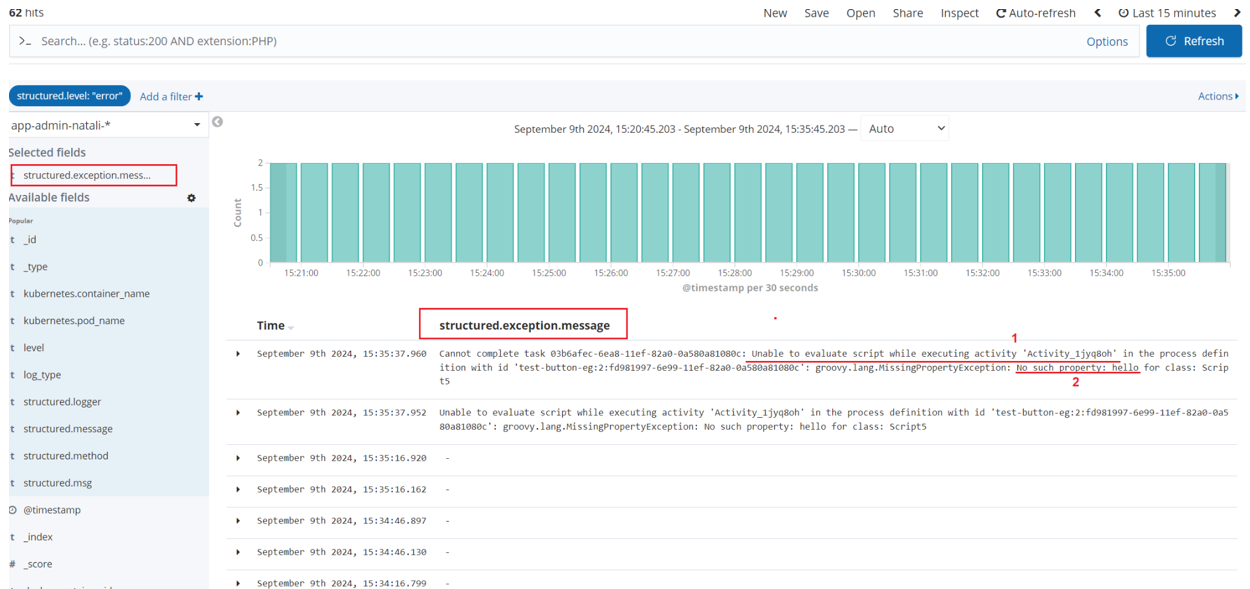 62 hits
New Save Open Share Inspect Auto-refresh Last 15 minutes
>_ Search... (e.g. status:200 AND extension:PHP)
Options
Refresh
structured.level: "error"
Add a filter +
Actions
app-admin-natali-*
September 9th 2024, 15:20:45.203 - September 9th 2024, 15:35:45.203 — Auto
Selected fields
t structured.exception.mess...
Available fields
Popular
t _id
t _type
t kubernetes.container_name
t kubernetes.pod_name
t level
t log_type
t structured.logger
t structured.message
t structured.method
t structured.msg
@timestamp
t _index
# _score
Count
2
1.5
1
0.5
0
15:21:00 15:22:00 15:23:00 15:24:00 15:25:00 15:26:00 15:27:00 15:28:00 15:29:00 15:30:00 15:31:00 15:32:00 15:33:00 15:34:00 15:35:00
@timestamp per 30 seconds
Time structured.exception.message
1
September 9th 2024, 15:35:37.960 Cannot complete task 03b6afec-6ea8-11ef-82a0-0a580a81080c: Unable to evaluate script while executing activity 'Activity_1jyq8oh' in the process defin
ition with id 'test-button-eg:2:fd981997-6e99-11ef-82a0-0a580a81080c': groovy.lang.MissingPropertyException: No such property: hello for class: Scrip
t5
2
September 9th 2024, 15:35:37.952 Unable to evaluate script while executing activity 'Activity_1jyq8oh' in the process definition with id 'test-button-eg:2:fd981997-6e99-11ef-82a0-0a5
80a81080c': groovy.lang.MissingPropertyException: No such property: hello for class: Script5
September 9th 2024, 15:35:16.920 -
September 9th 2024, 15:35:16.162 -
September 9th 2024, 15:34:46.897 -
September 9th 2024, 15:34:46.130 -
September 9th 2024, 15:34:16.799 -